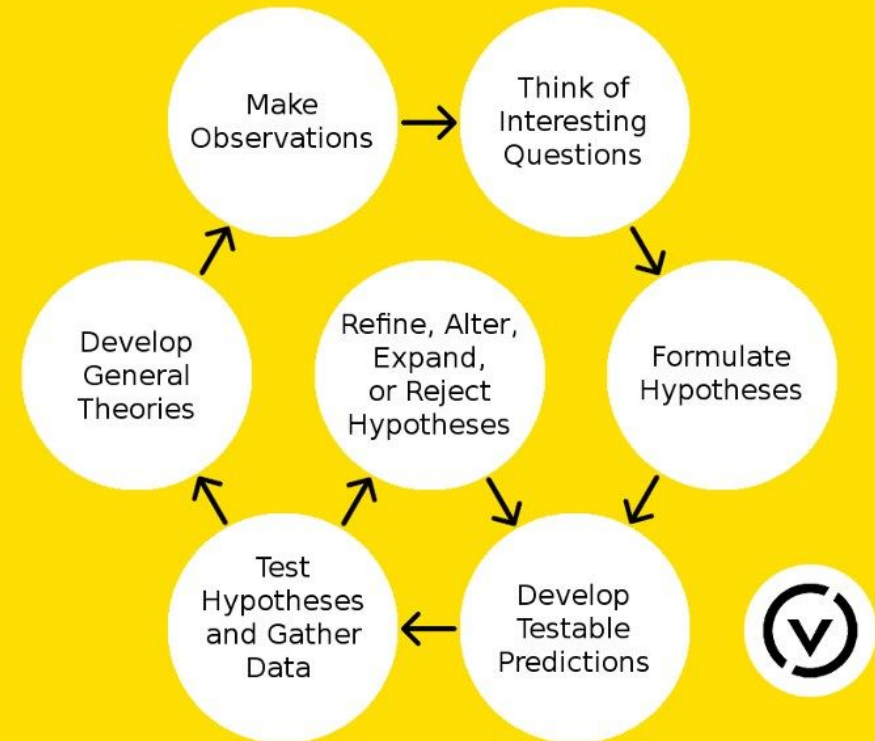 Make
Observations
Think of
Interesting
Questions
Formulate
Hypotheses
Develop
Testable
Predictions
Test
Hypotheses
and Gather
Data
Refine, Alter,
Expand,
or Reject
Hypotheses
Develop
General
Theories
V